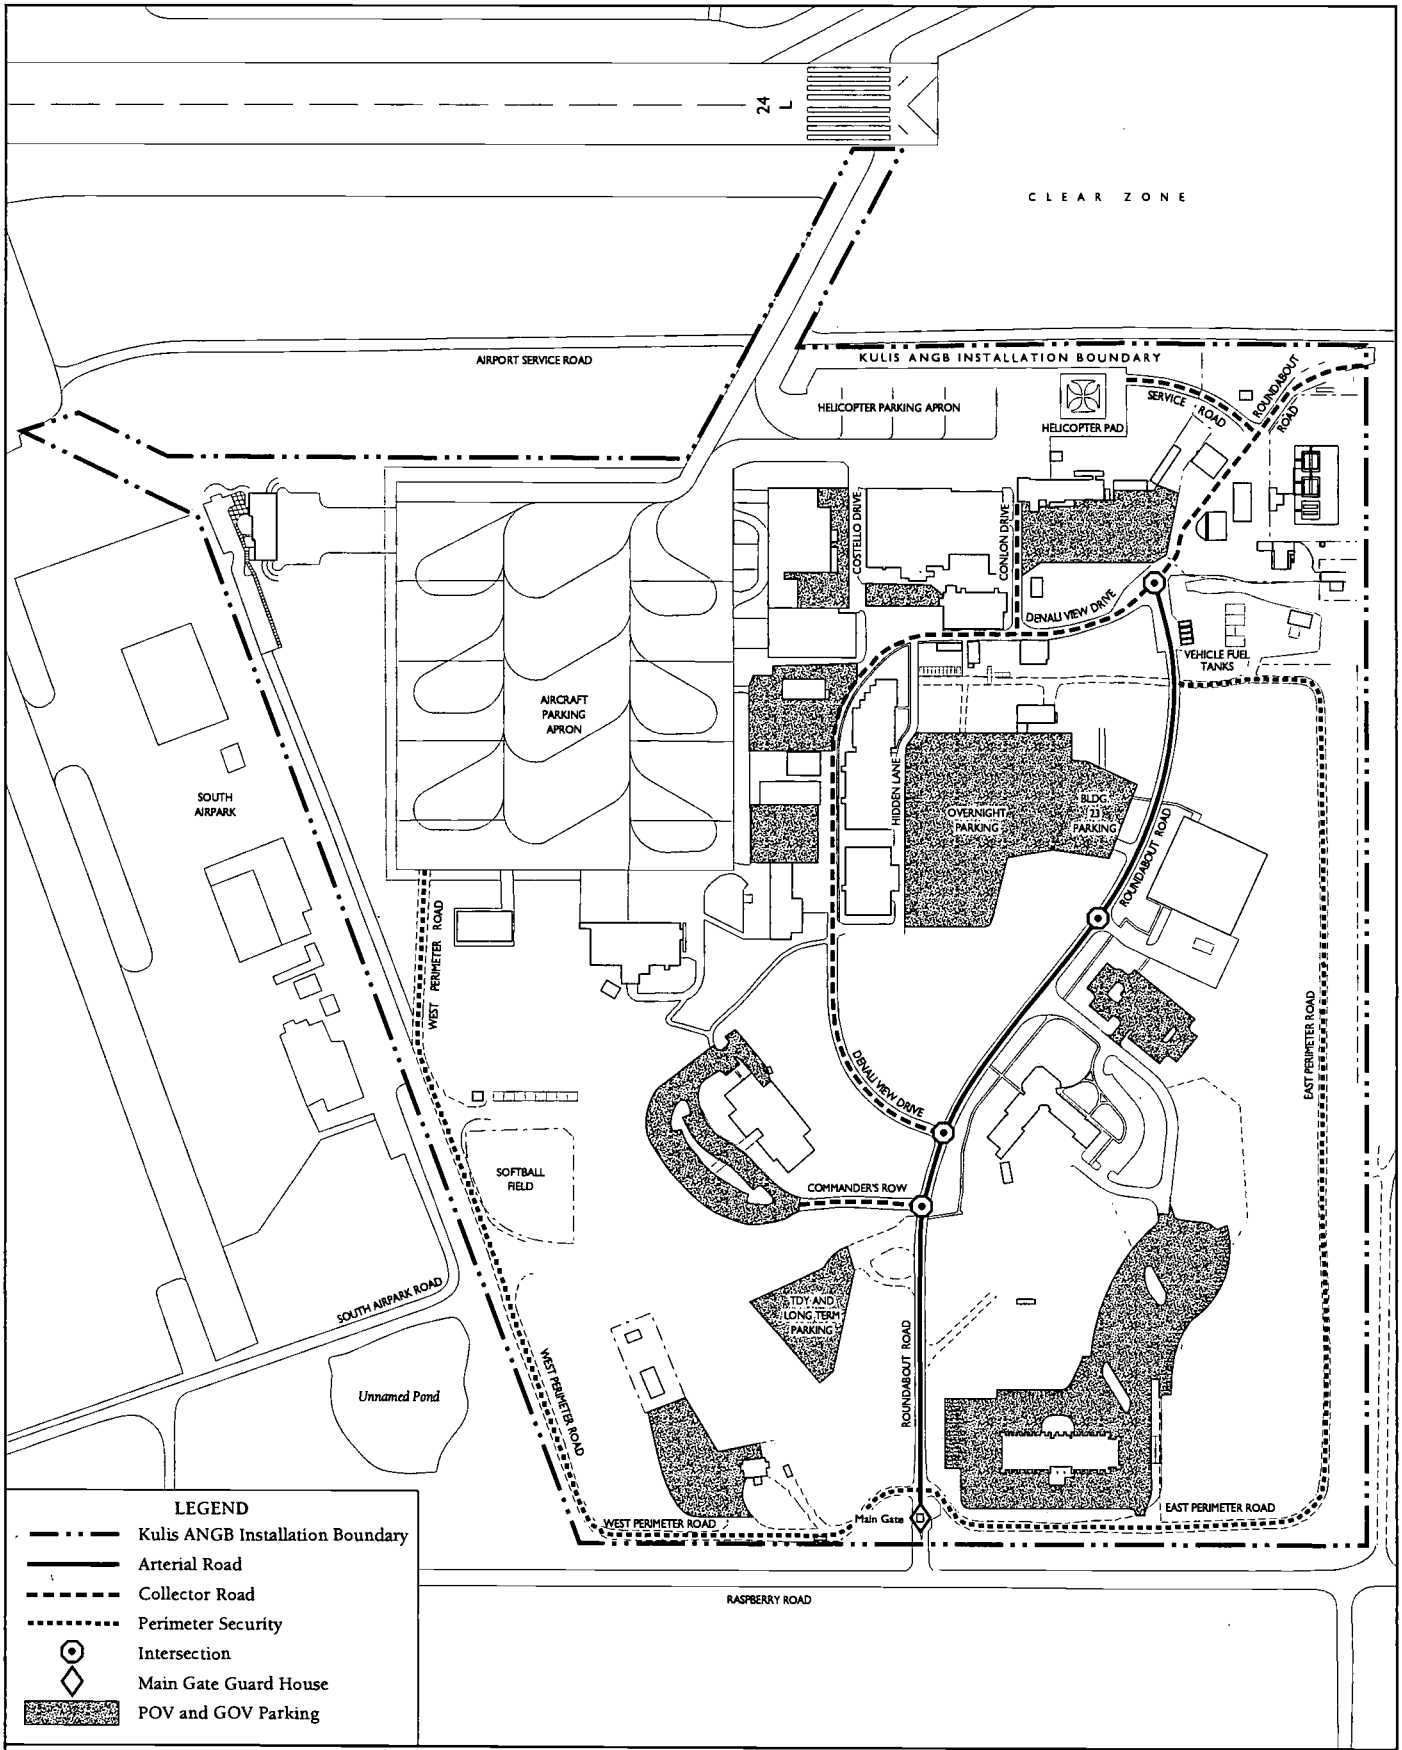 24
L
CLEAR ZONE
AIRPORT SERVICE ROAD
KULIS ANGB INSTALLATION BOUNDARY
ROUNDABOUT
ROAD
SERVICE ROAD
HELICOPTER PARKING APRON
HELICOPTER PAD
COSTELLO DRIVE
CONLON DRIVE
DENALI VIEW DRIVE
VEHICLE FUEL
TANKS
AIRCRAFT
PARKING
APRON
SOUTH
AIRPARK
HIDDEN LANE
OVERNIGHT
PARKING
BLDG.
23
PARKING
ROUNDABOUT ROAD
WEST PERIMETER ROAD
EAST PERIMETER ROAD
DENALI VIEW DRIVE
SOFTBALL
FIELD
COMMANDER'S ROW
SOUTH AIRPARK ROAD
TDY AND
LONG TERM
PARKING
ROUNDABOUT ROAD
WEST PERIMETER ROAD
Unnamed Pond
WEST PERIMETER ROAD
Main Gate
EAST PERIMETER ROAD
RASPBERRY ROAD
LEGEND
Kulis ANGB Installation Boundary
Arterial Road
Collector Road
Perimeter Security
Intersection
Main Gate Guard House
POV and GOV Parking